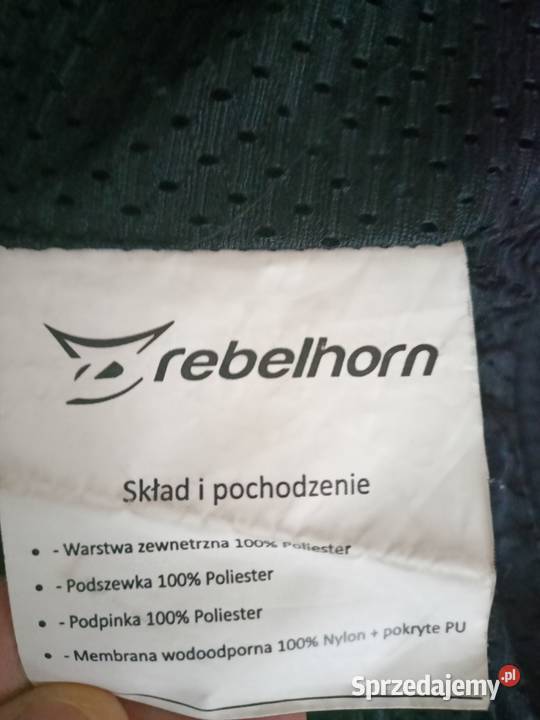 rebelhorn
Skład i pochodzenie
• - Warstwa zewnetrzna 100% Poliester
• - Podszewka 100% Poliester
• - Podpinka 100% Poliester
• - Membrana wodoodporna 100% Nylon + pokryte PU
Sprzedajemy.pl